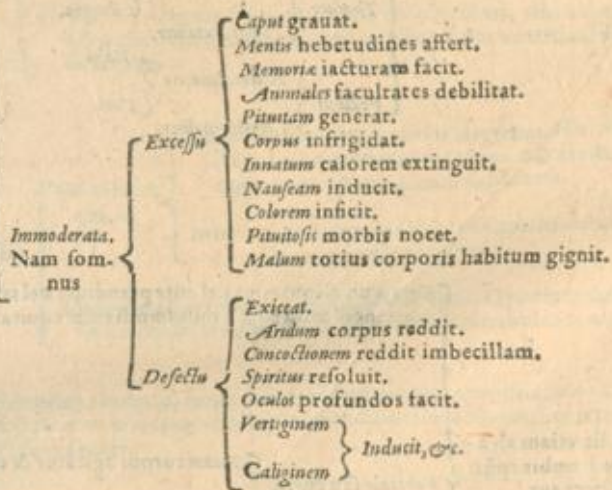 Caput grauat.
Mentis hebetudines affert.
Memoriæ iacturam facit.
Animales facultates debilitat.
Pituitam generat.
Excessu
Corpus infrigidat.
Innatum calorem extinguit.
Nauseam inducit.
Colorem inficit.
Immoderata.
Pituitosis morbis nocet.
Nam som-
Malum totius corporis habitum gignit.
nus
Exiccat.
Aridum corpus reddit.
Concoctionem reddit imbecillam.
Defectu
Spiritus resoluit.
Oculos profundos facit.
Vertiginem
Inducit, &c.
Caliginem